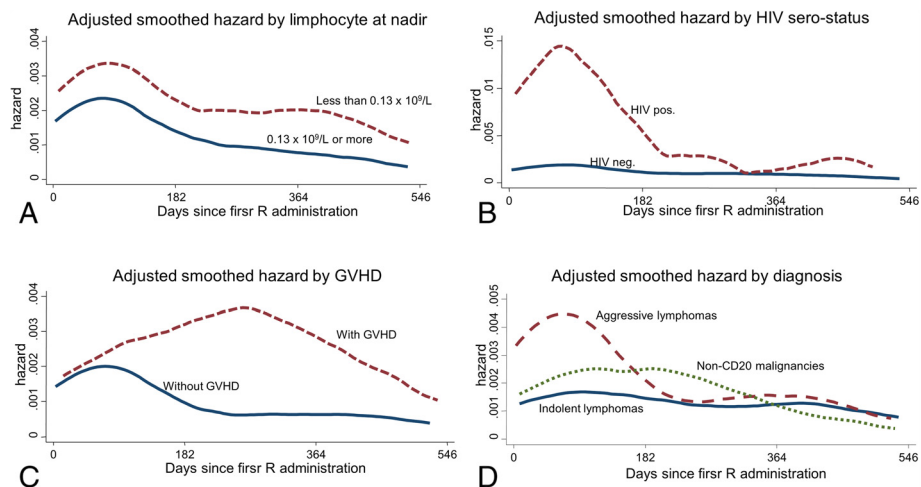 Adjusted smoothed hazard by limphocyte at nadir
hazard
.004
.003
.002
.001
0
Less than 0.13 x 10⁹/L
0.13 x 10⁹/L or more
0 182 364 546
Days since firsr R administration
A
Adjusted smoothed hazard by HIV sero-status
hazard
.015
.01
.005
0
HIV pos.
HIV neg.
0 182 364 546
Days since firsr R administration
B
Adjusted smoothed hazard by GVHD
hazard
.004
.003
.002
.001
0
With GVHD
Without GVHD
0 182 364 546
Days since firsr R administration
C
Adjusted smoothed hazard by diagnosis
hazard
.005
.004
.003
.002
.001
.000
Aggressive lymphomas
Non-CD20 malignancies
Indolent lymphomas
0 182 364 546
Days since firsr R administration
D